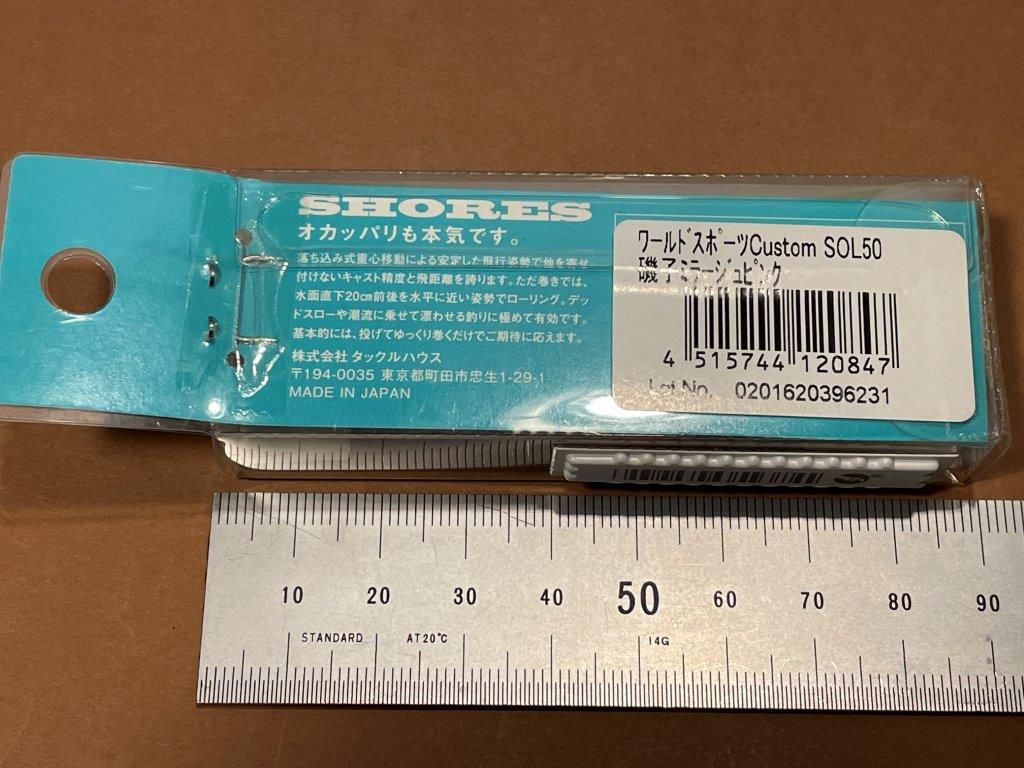 SHORES
オカッパリも本気です。
落ち込み式重心移動による安定した飛行姿勢で他を寄せ
付けないキャスト精度と飛距離を誇ります。ただ巻きでは、
水面直下20cm前後を水平に近い姿勢でローリング。デッ
ドスローや潮流に乗せて漂わせる釣りに極めて有効です。
基本的には、投げてゆっくり巻くだけでご期待に応えます。
株式会社 タックルハウス
〒194-0035 東京都町田市忠生1-29-1
MADE IN JAPAN
ワールドスポーツCustom SOL50
磯子ミラージュピンク
4 515744 120847
Lot No. 0201620396231
10 20 30 40 50 60 70 80 90
STANDARD AT20°C 14G